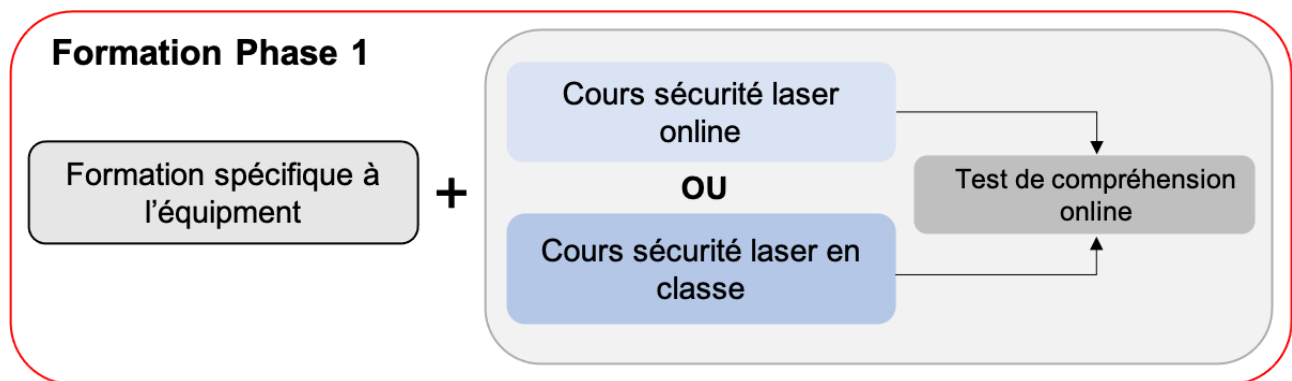 Formation Phase 1
Formation spécifique à
l’équipment
+
Cours sécurité laser
online
OU
Cours sécurité laser en
classe
Test de compréhension
online